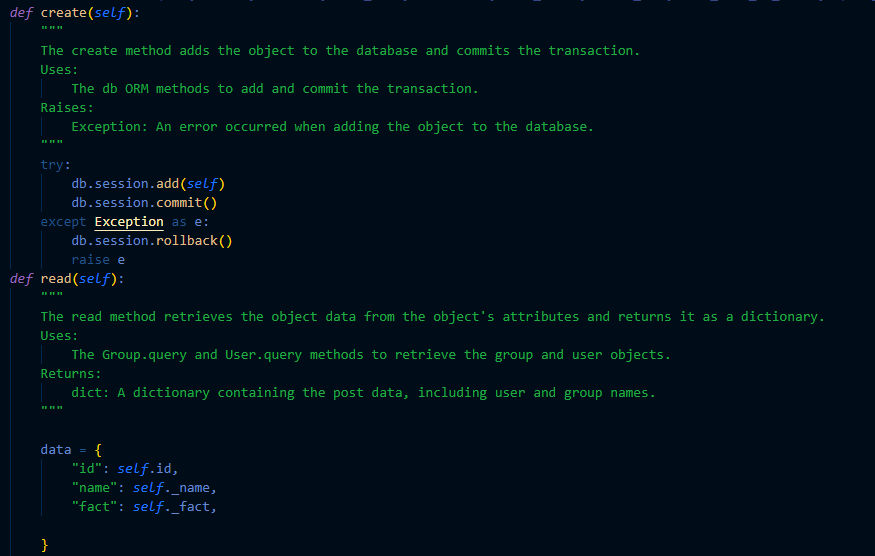 def create(self):
    """
    The create method adds the object to the database and commits the transaction.
    Uses:
        The db ORM methods to add and commit the transaction.
    Raises:
        Exception: An error occurred when adding the object to the database.
    """
    try:
        db.session.add(self)
        db.session.commit()
    except Exception as e:
        db.session.rollback()
        raise e
def read(self):
    """
    The read method retrieves the object data from the object's attributes and returns it as a dictionary.
    Uses:
        The Group.query and User.query methods to retrieve the group and user objects.
    Returns:
        dict: A dictionary containing the post data, including user and group names.
    """
    data = {
        "id": self.id,
        "name": self._name,
        "fact": self._fact,
    }